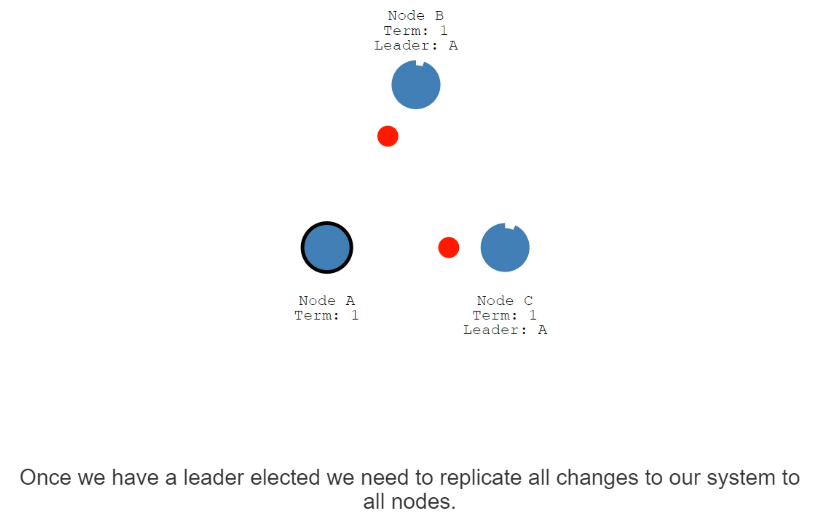 Node B
Term: 1
Leader: A
Node A
Term: 1
Node C
Term: 1
Leader: A
Once we have a leader elected we need to replicate all changes to our system to
all nodes.